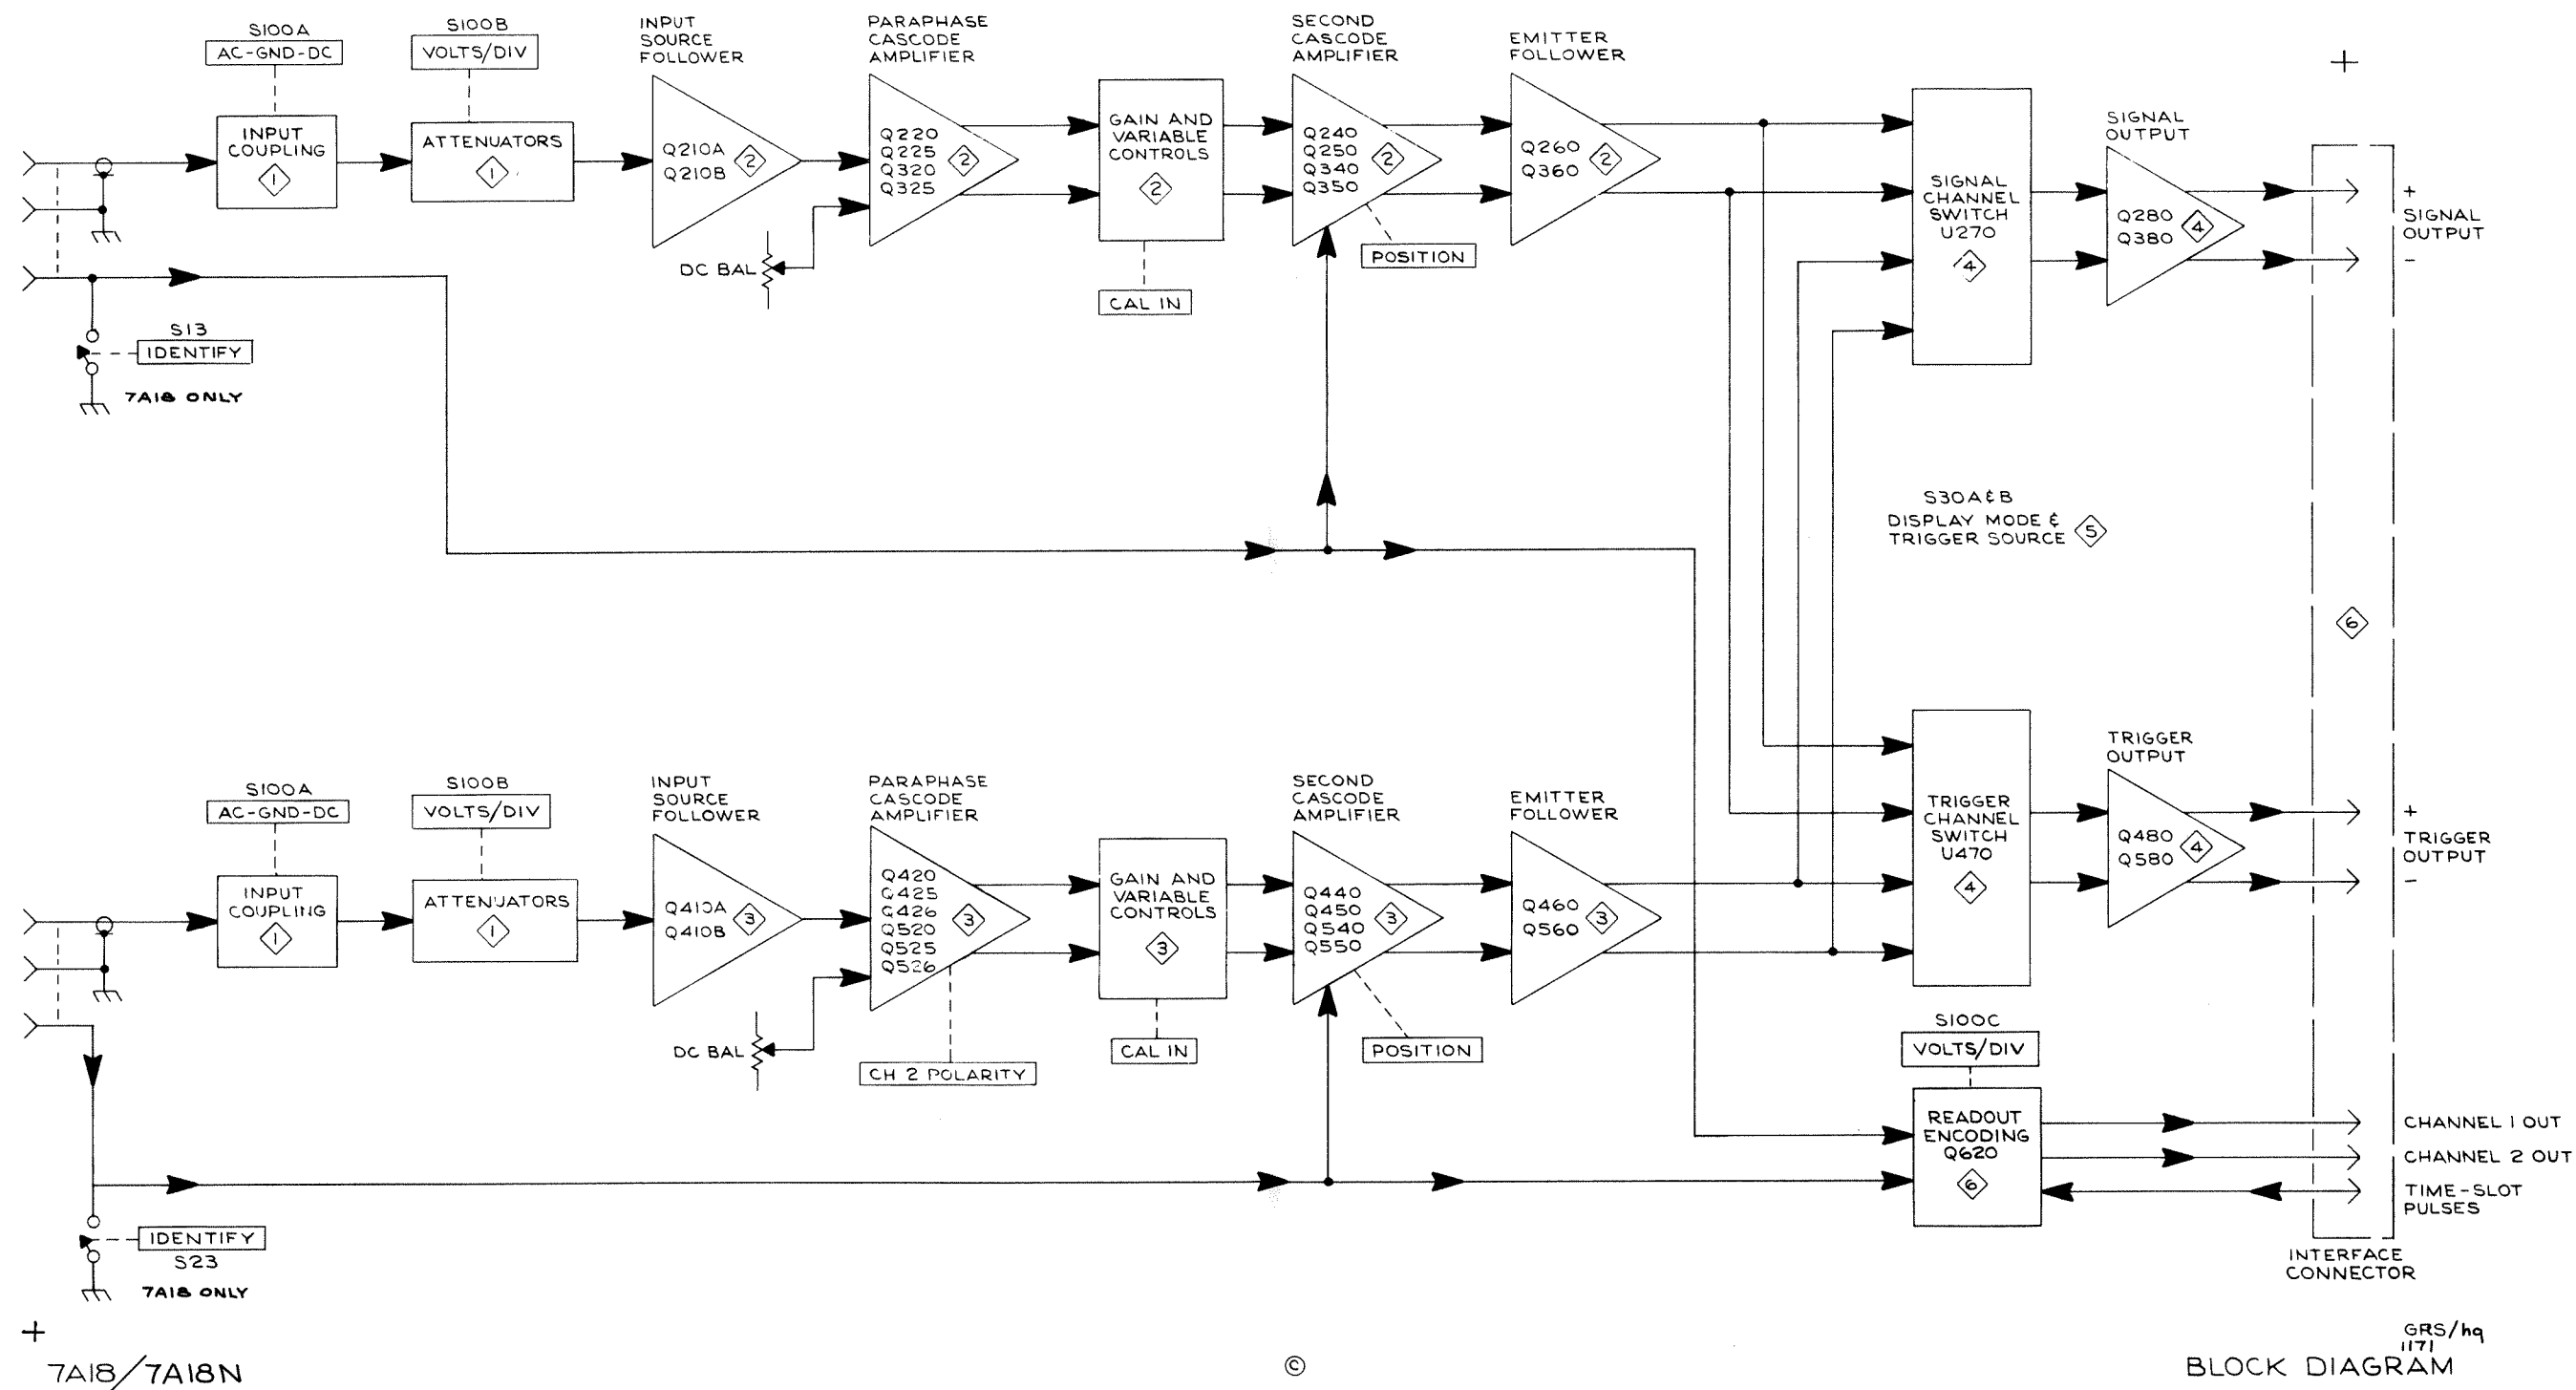 S100A
AC-GND-DC
S100B
VOLTS/DIV
INPUT
SOURCE
FOLLOWER
PARAPHASE
CASCODE
AMPLIFIER
SECOND
CASCODE
AMPLIFIER
EMITTER
FOLLOWER
INPUT
COUPLING
1
ATTENUATORS
1
Q210A
Q210B
2
Q220
Q225
Q320
Q325
2
GAIN AND
VARIABLE
CONTROLS
2
Q240
Q250
Q340
Q350
2
Q260
Q360
2
SIGNAL
CHANNEL
SWITCH
U270
4
SIGNAL
OUTPUT
Q280
Q380
4
+
SIGNAL
OUTPUT
-
DC BAL
CAL IN
POSITION
S13
IDENTIFY
7A18 ONLY
S30A&B
DISPLAY MODE &
TRIGGER SOURCE
5
6
S100A
AC-GND-DC
S100B
VOLTS/DIV
INPUT
SOURCE
FOLLOWER
PARAPHASE
CASCODE
AMPLIFIER
SECOND
CASCODE
AMPLIFIER
EMITTER
FOLLOWER
INPUT
COUPLING
1
ATTENUATORS
1
Q410A
Q410B
3
Q420
Q425
Q426
Q520
Q525
Q526
3
GAIN AND
VARIABLE
CONTROLS
3
Q440
Q450
Q540
Q550
3
Q460
Q560
3
TRIGGER
CHANNEL
SWITCH
U470
4
TRIGGER
OUTPUT
Q480
Q580
4
+
TRIGGER
OUTPUT
-
DC BAL
CH 2 POLARITY
CAL IN
POSITION
S100C
VOLTS/DIV
READOUT
ENCODING
Q620
6
CHANNEL 1 OUT
CHANNEL 2 OUT
TIME-SLOT
PULSES
IDENTIFY
S23
7A18 ONLY
INTERFACE
CONNECTOR
7A18/7A18N
©
GRS/hq
1171
BLOCK DIAGRAM